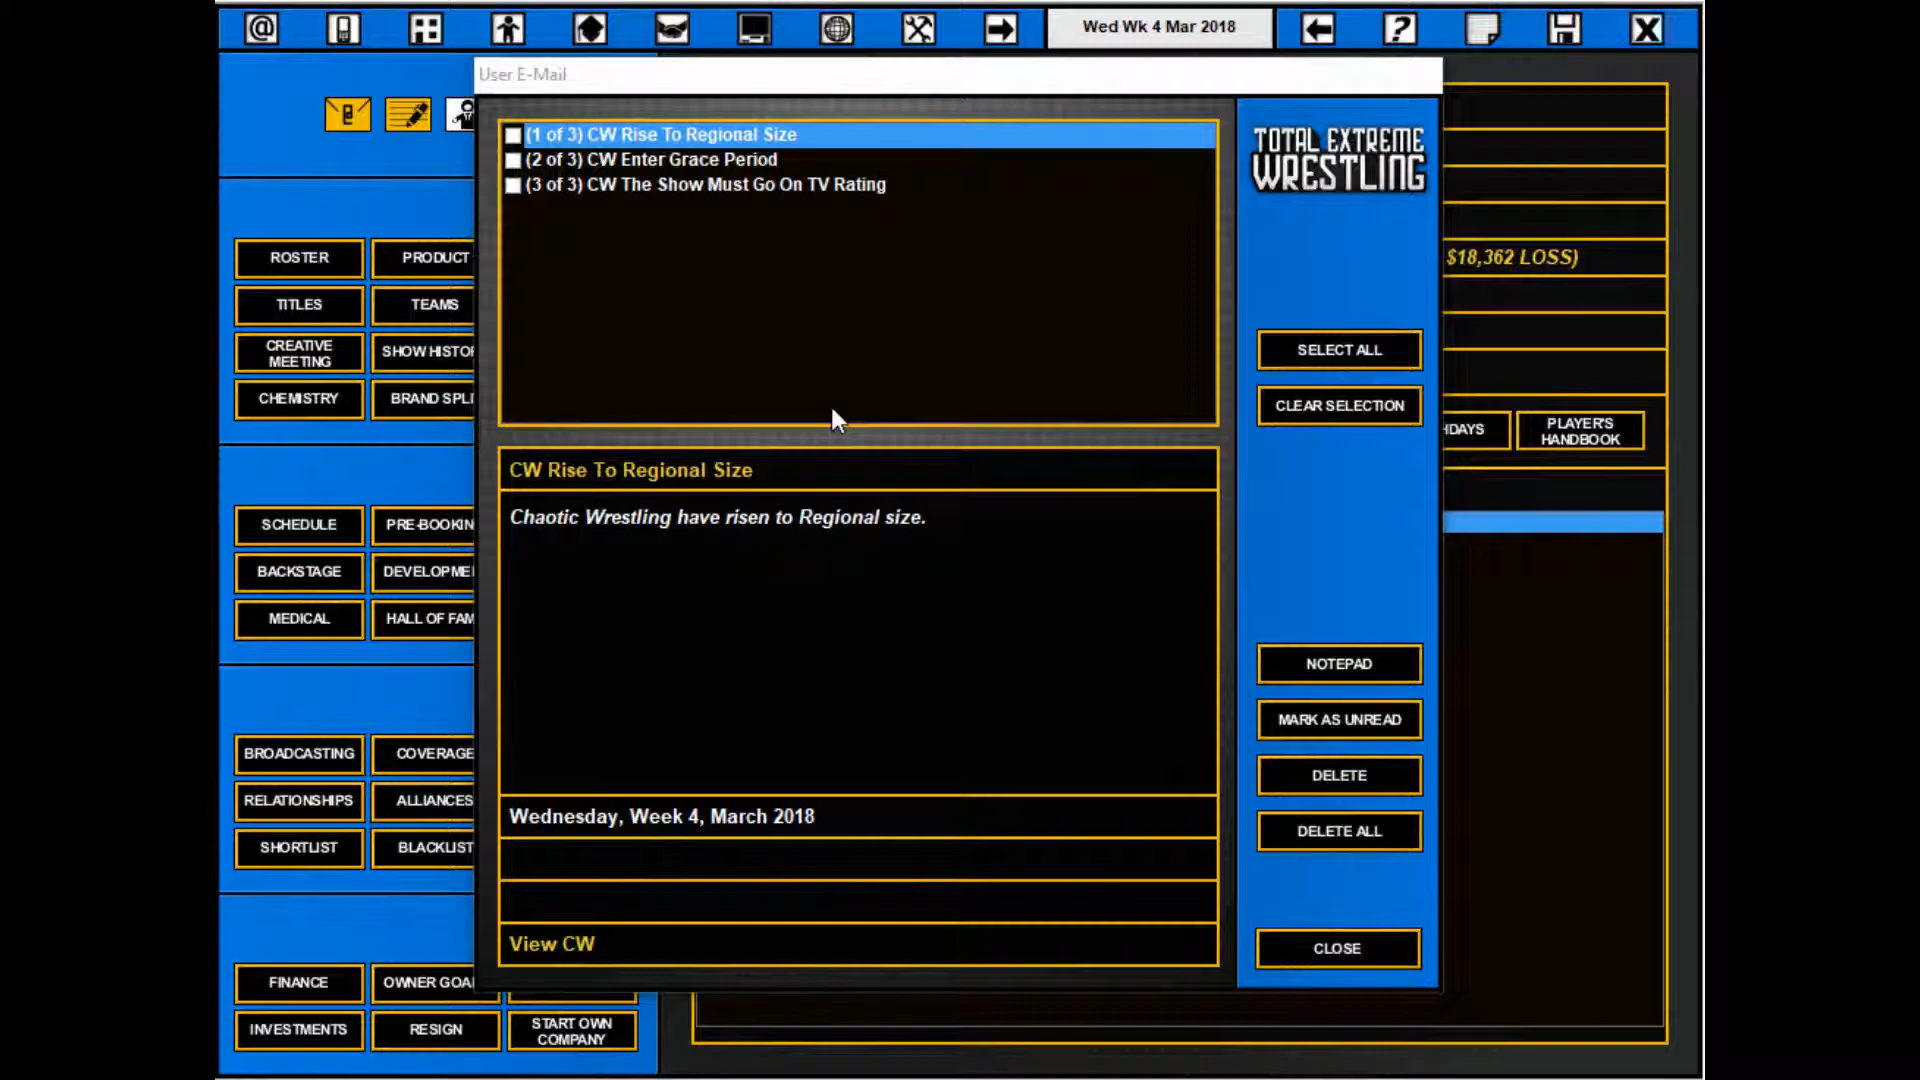 @
?
X
Wed Wk 4 Mar 2018
User E-Mail
(1 of 3) CW Rise To Regional Size
(2 of 3) CW Enter Grace Period
(3 of 3) CW The Show Must Go On TV Rating
TOTAL EXTREME
WRESTLING
ROSTER
PRODUCT
TITLES
TEAMS
CREATIVE
MEETING
SHOW HISTO
CHEMISTRY
BRAND SPLI
$18,362 LOSS)
SELECT ALL
CLEAR SELECTION
HDAYS
PLAYER'S
HANDBOOK
CW Rise To Regional Size
Chaotic Wrestling have risen to Regional size.
SCHEDULE
PRE-BOOKIN
BACKSTAGE
DEVELOPME
MEDICAL
HALL OF FAM
NOTEPAD
MARK AS UNREAD
DELETE
DELETE ALL
BROADCASTING
COVERAGE
RELATIONSHIPS
ALLIANCES
SHORTLIST
BLACKLIST
Wednesday, Week 4, March 2018
View CW
CLOSE
FINANCE
OWNER GOA
INVESTMENTS
RESIGN
START OWN
COMPANY